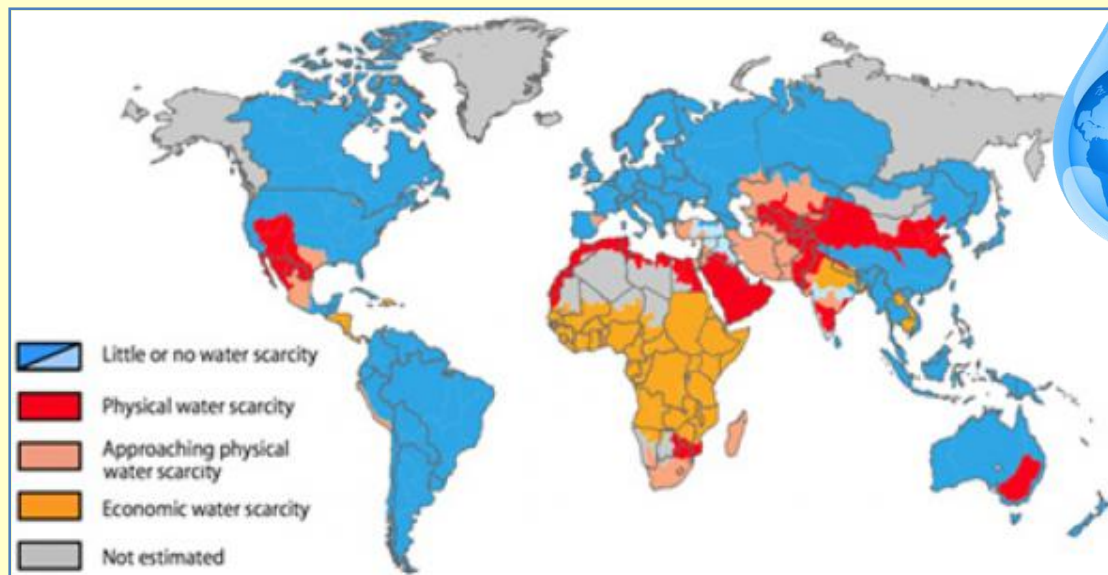 Little or no water scarcity
Physical water scarcity
Approaching physical
water scarcity
Economic water scarcity
Not estimated